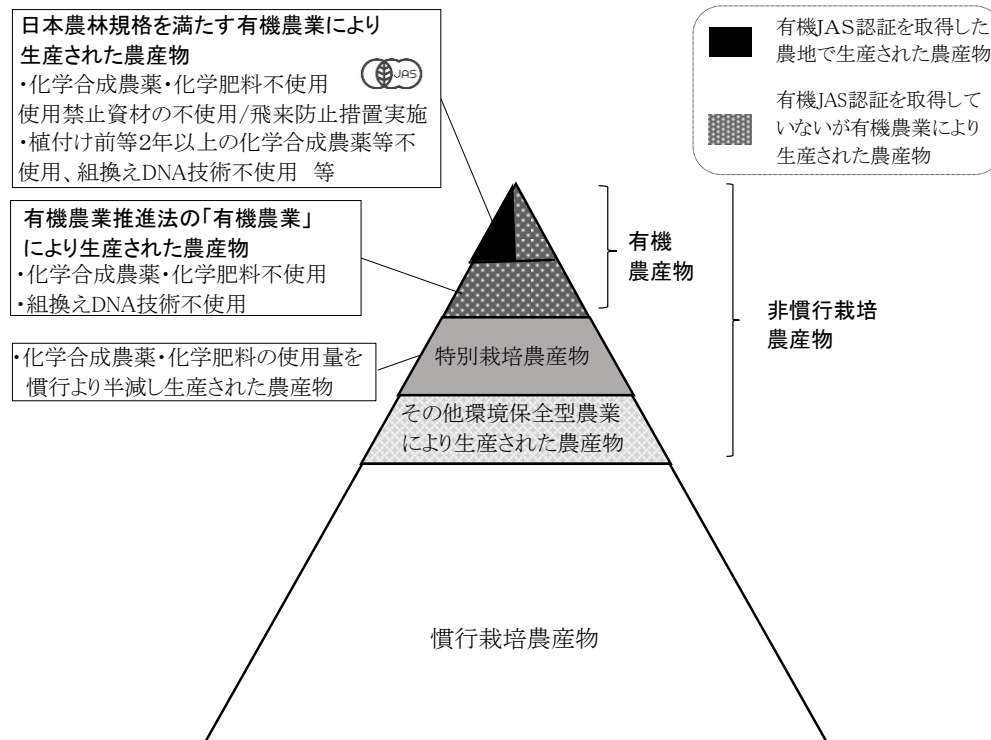 日本農林規格を満たす有機農業により
生産された農産物
・化学合成農薬・化学肥料不使用
JAS
使用禁止資材の不使用/飛来防止措置実施
・植付け前等2年以上の化学合成農薬等不
使用、組換えDNA技術不使用　等
有機JAS認証を取得した
農地で生産された農産物
有機JAS認証を取得して
いないが有機農業により
生産された農産物
有機農業推進法の「有機農業」
により生産された農産物
・化学合成農薬・化学肥料不使用
・組換えDNA技術不使用
有機
農産物
非慣行栽培
農産物
・化学合成農薬・化学肥料の使用量を
慣行より半減し生産された農産物
特別栽培農産物
その他環境保全型農業
により生産された農産物
慣行栽培農産物